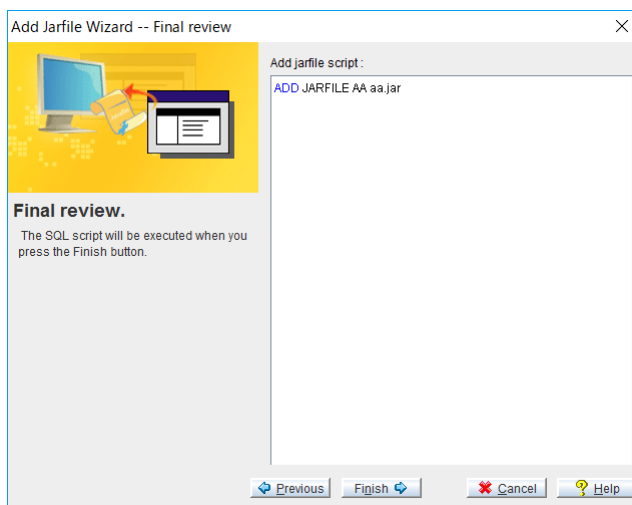 Add Jarfile Wizard -- Final review
Add jarfile script :
ADD JARFILE AA aa.jar
Final review.
The SQL script will be executed when you
press the Finish button.
Previous
Finish
Cancel
Help